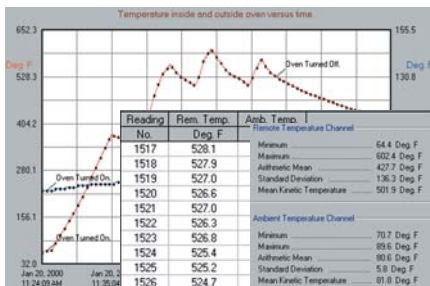 Temperature inside and outside oven versus time.
652.3
155.5
Deg. F
Deg. F
528.3
130.8
Oven Turned Off.
404.2
280.1
156.1
32.0
Oven Turned On.
Oven Turned On.
Jan 20, 2000
11:24:09 AM
Jan 20, 2
11:35:04
Reading Rem. Temp. Amb. Temp.
No. Deg. F
1517 528.1
1518 527.9
1519 527.0
1520 526.6
1521 527.0
1522 526.3
1523 526.8
1524 525.4
1525 525.2
1526 524.7
Remote Temperature Channel
Minimum 64.4 Deg. F
Maximum 602.4 Deg. F
Arithmetic Mean 427.7 Deg. F
Standard Deviation 136.3 Deg. F
Mean Kinetic Temperature 501.9 Deg. F
Ambient Temperature Channel
Minimum 70.7 Deg. F
Maximum 89.6 Deg. F
Arithmetic Mean 80.6 Deg. F
Standard Deviation 5.8 Deg. F
Mean Kinetic Temperature 81.8 Deg. F